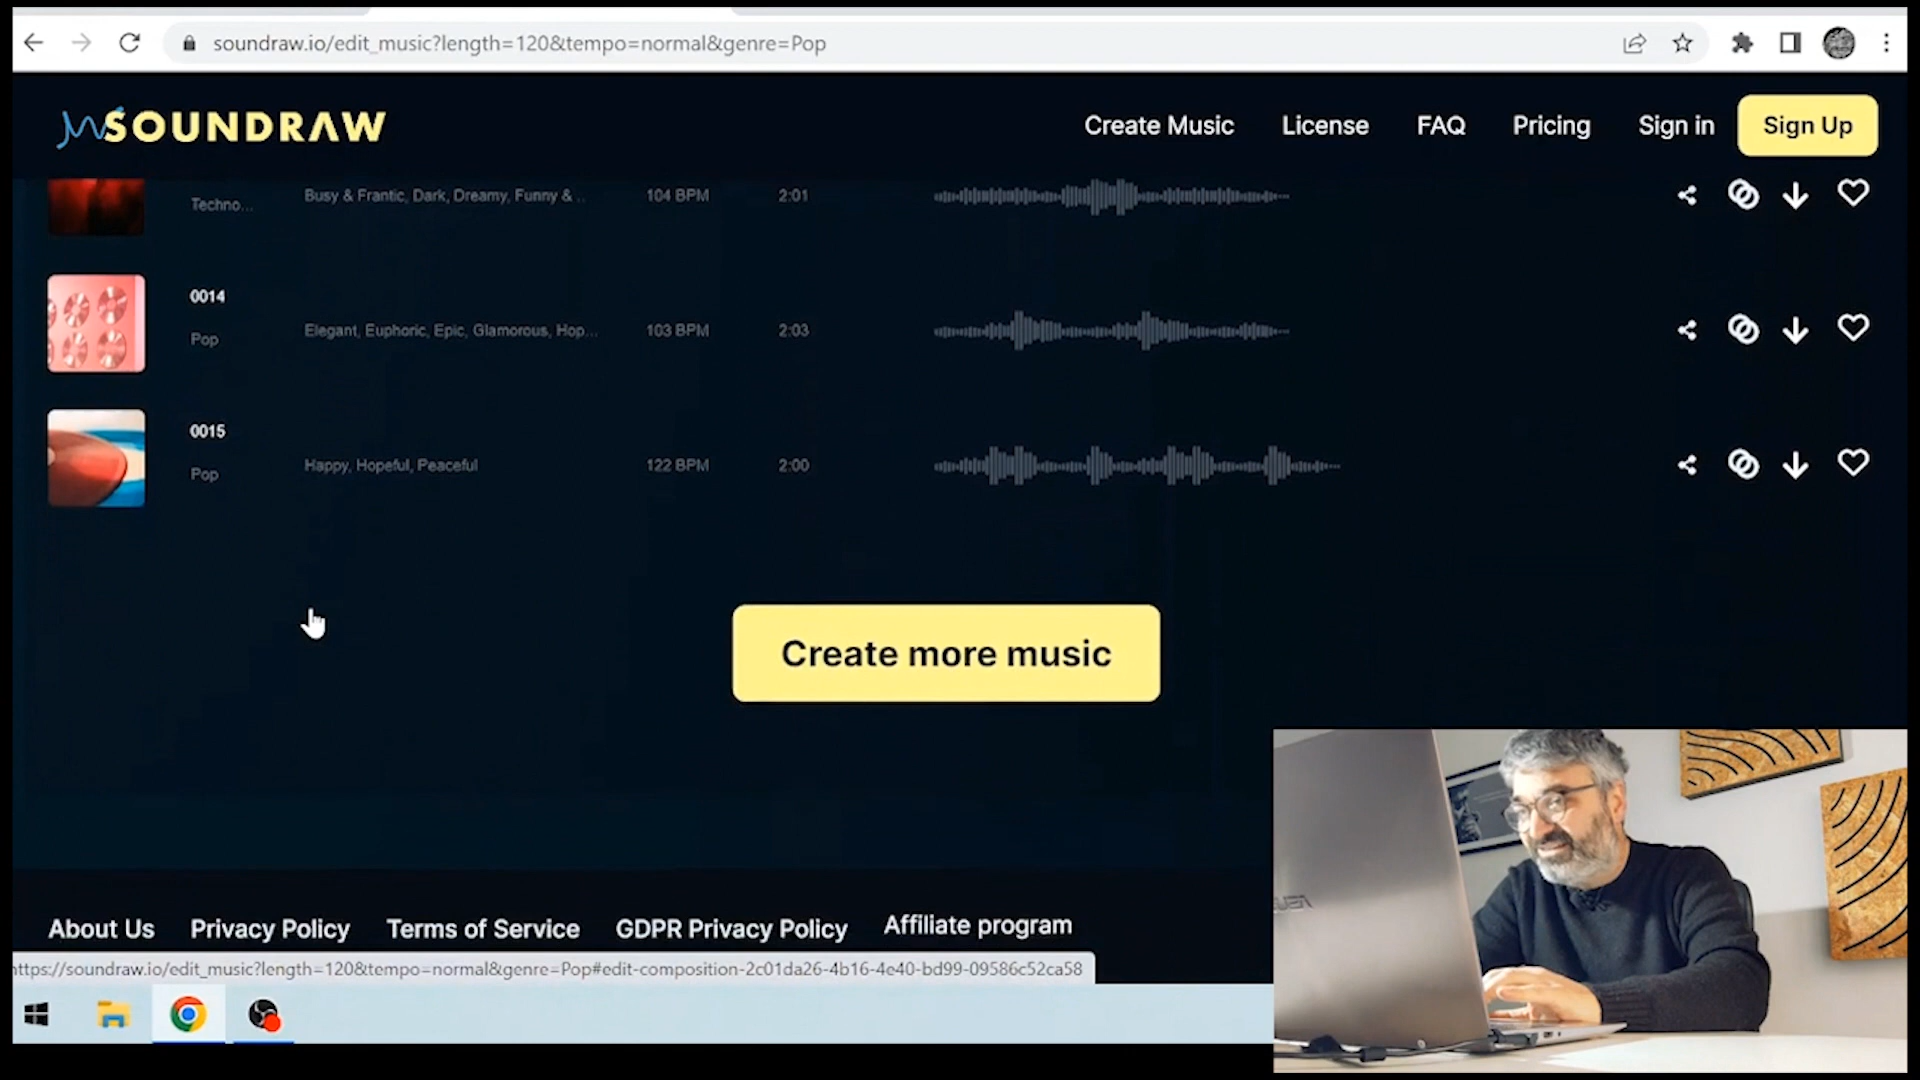 soundraw.io/edit_music?length=120&tempo=normal&genre=Pop
SOUNDRAW
Create Music
License
FAQ
Pricing
Sign in
Sign Up
Techno...
Busy & Frantic, Dark, Dreamy, Funny & ..
104 BPM
2:01
0014
Pop
Elegant, Euphoric, Epic, Glamorous, Hop...
103 BPM
2:03
0015
Pop
Happy, Hopeful, Peaceful
122 BPM
2:00
Create more music
About Us
Privacy Policy
Terms of Service
GDPR Privacy Policy
Affiliate program
https://soundraw.io/edit_music?length=120&tempo=normal&genre=Pop#edit-composition-2c01da26-4b16-4e40-bd99-09586c52ca58